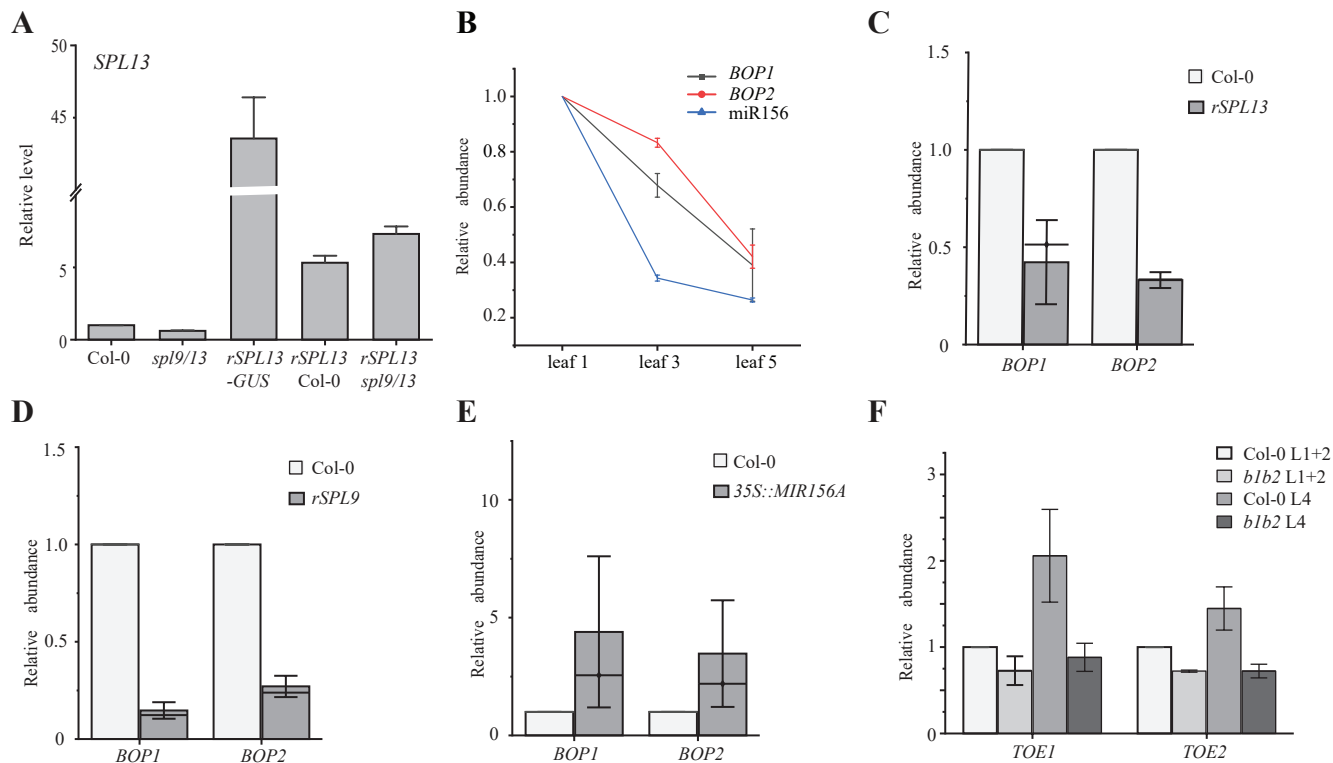 A
SPL13
Relative level
50
45
5
0
Col-0
spl9/13
rSPL13
-GUS
rSPL13
Col-0
rSPL13
spl9/13
B
BOP1
BOP2
miR156
Relative abundance
1.0
0.8
0.6
0.4
0.2
leaf 1
leaf 3
leaf 5
C
Col-0
rSPL13
Relative abundance
1.5
1.0
0.5
0
BOP1
BOP2
D
Col-0
rSPL9
Relative abundance
1.5
1.0
0.5
0
BOP1
BOP2
E
Col-0
35S::MIR156A
Relative abundance
10
5
0
BOP1
BOP2
F
Col-0 L1+2
b1b2 L1+2
Col-0 L4
b1b2 L4
Relative abundance
3
2
1
0
TOE1
TOE2